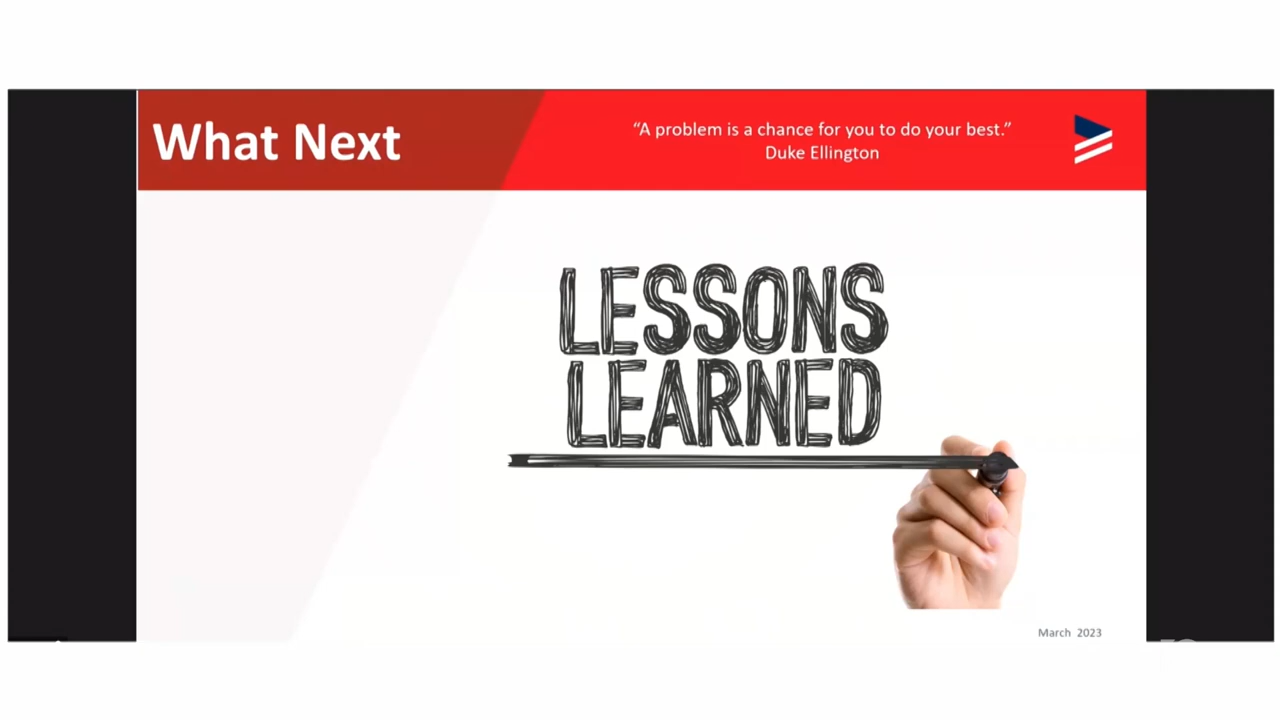 What Next
“A problem is a chance for you to do your best.”
Duke Ellington
LESSONS
LEARNED
March 2023